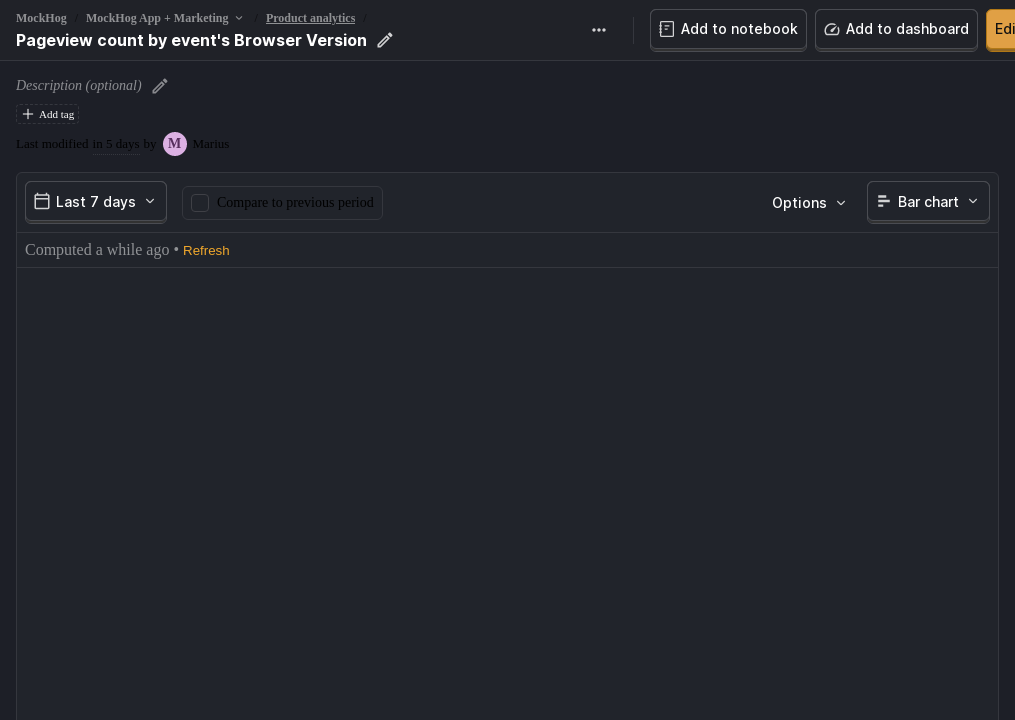 MockHog / MockHog App + Marketing / Product analytics /
Pageview count by event's Browser Version
Add to notebook
Add to dashboard
Edi
Description (optional)
Add tag
Last modified in 5 days by M Marius
Last 7 days
Compare to previous period
Options
Bar chart
Computed a while ago • Refresh